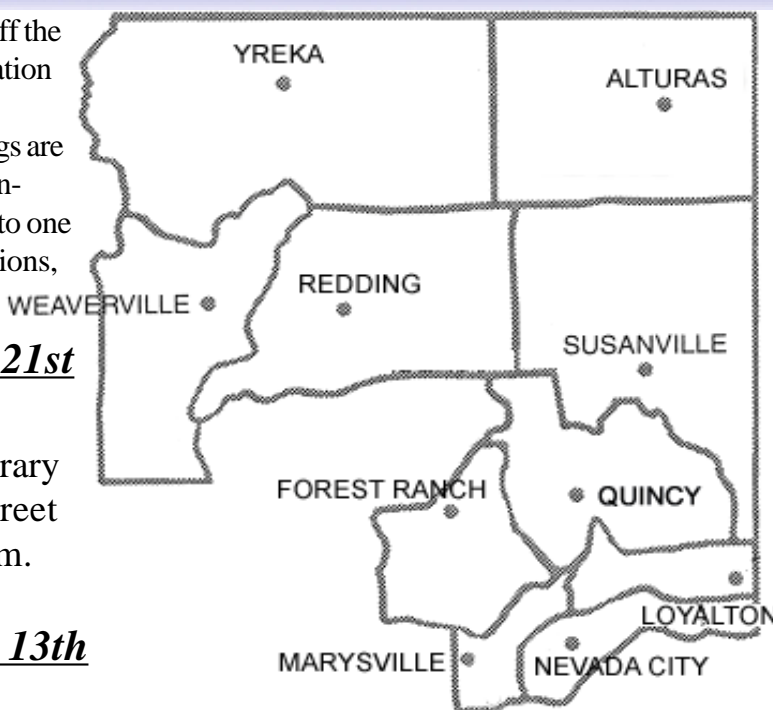 ff the
ation
gs are
n-
to one
ions,
21st
rary
reet
m.
13th
YREKA
ALTURAS
WEAVERVILLE
REDDING
SUSANVILLE
FOREST RANCH
QUINCY
LOYALTON
MARYSVILLE
NEVADA CITY